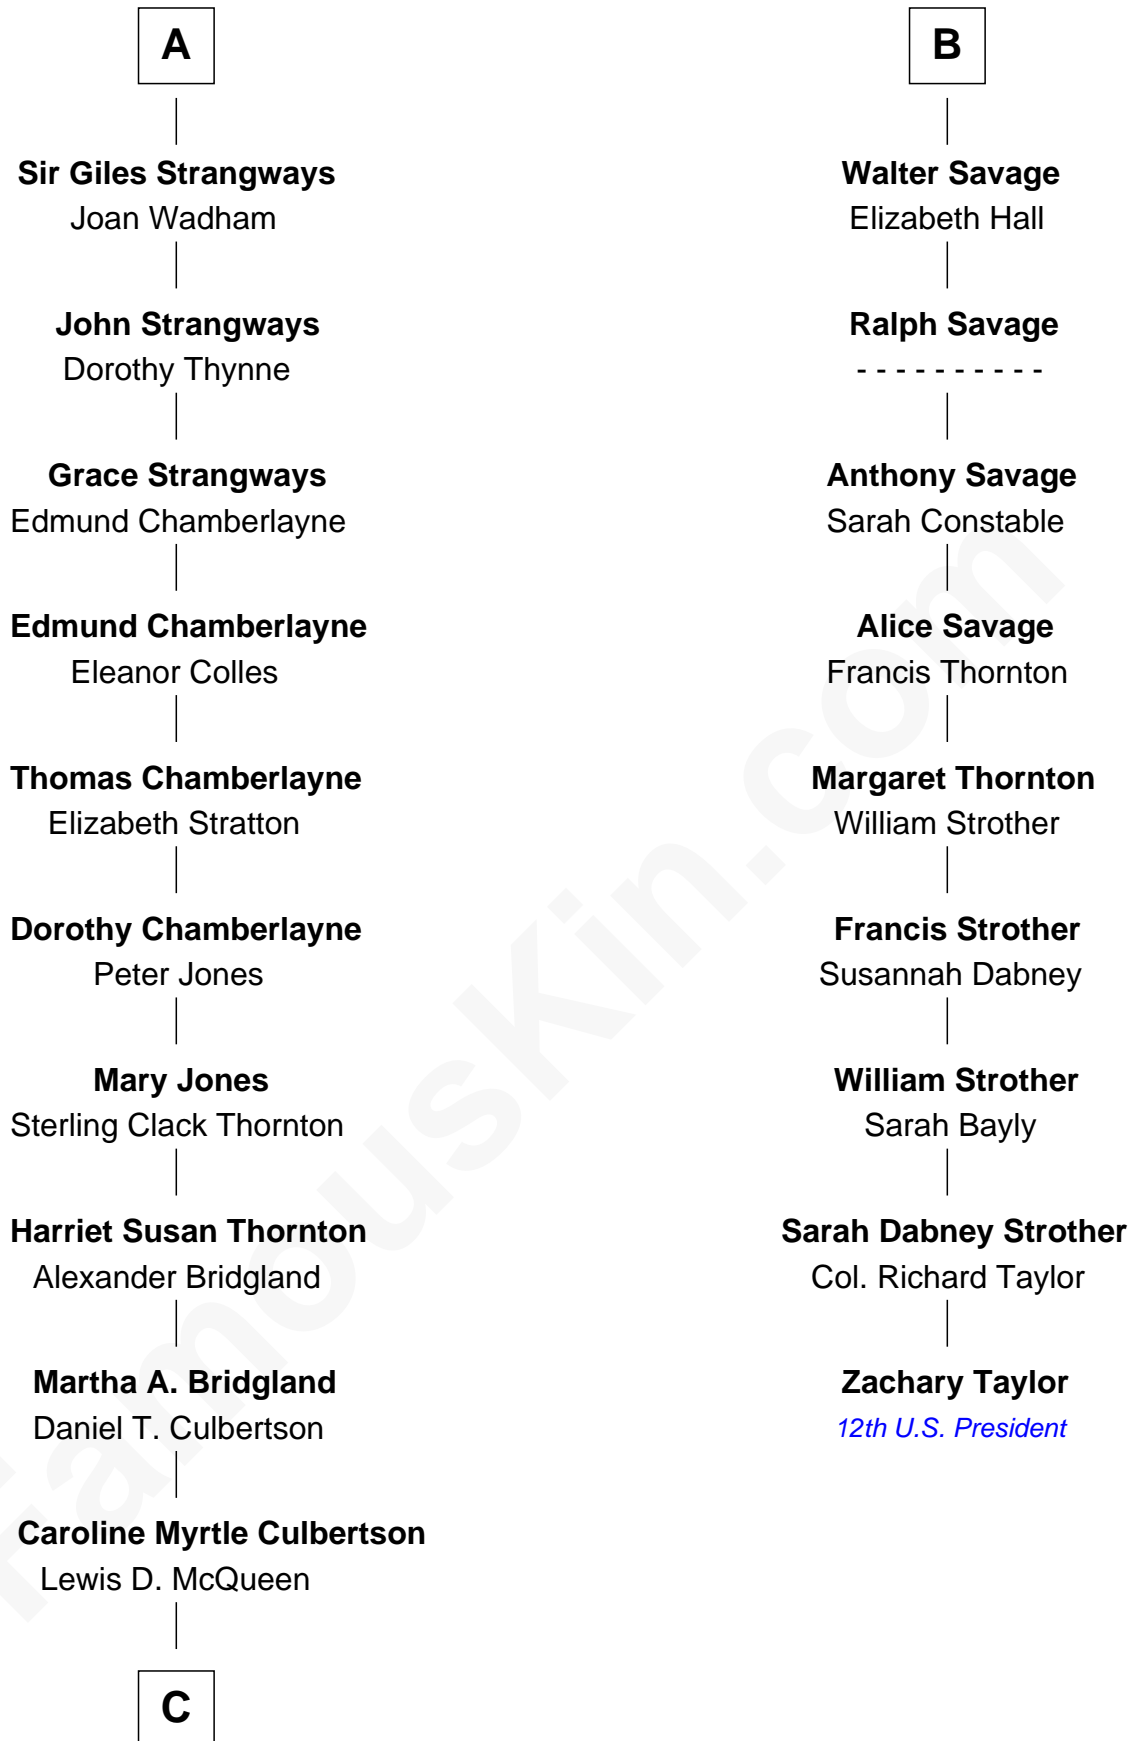 A
Sir Giles Strangways
Joan Wadham
John Strangways
Dorothy Thynne
Grace Strangways
Edmund Chamberlayne
Edmund Chamberlayne
Eleanor Colles
Thomas Chamberlayne
Elizabeth Stratton
Dorothy Chamberlayne
Peter Jones
Mary Jones
Sterling Clack Thornton
Harriet Susan Thornton
Alexander Bridgland
Martha A. Bridgland
Daniel T. Culbertson
Caroline Myrtle Culbertson
Lewis D. McQueen
C
B
Walter Savage
Elizabeth Hall
Ralph Savage
- - - - - - - - - -
Anthony Savage
Sarah Constable
Alice Savage
Francis Thornton
Margaret Thornton
William Strother
Francis Strother
Susannah Dabney
William Strother
Sarah Bayly
Sarah Dabney Strother
Col. Richard Taylor
Zachary Taylor
12th U.S. President
FamousKin.com